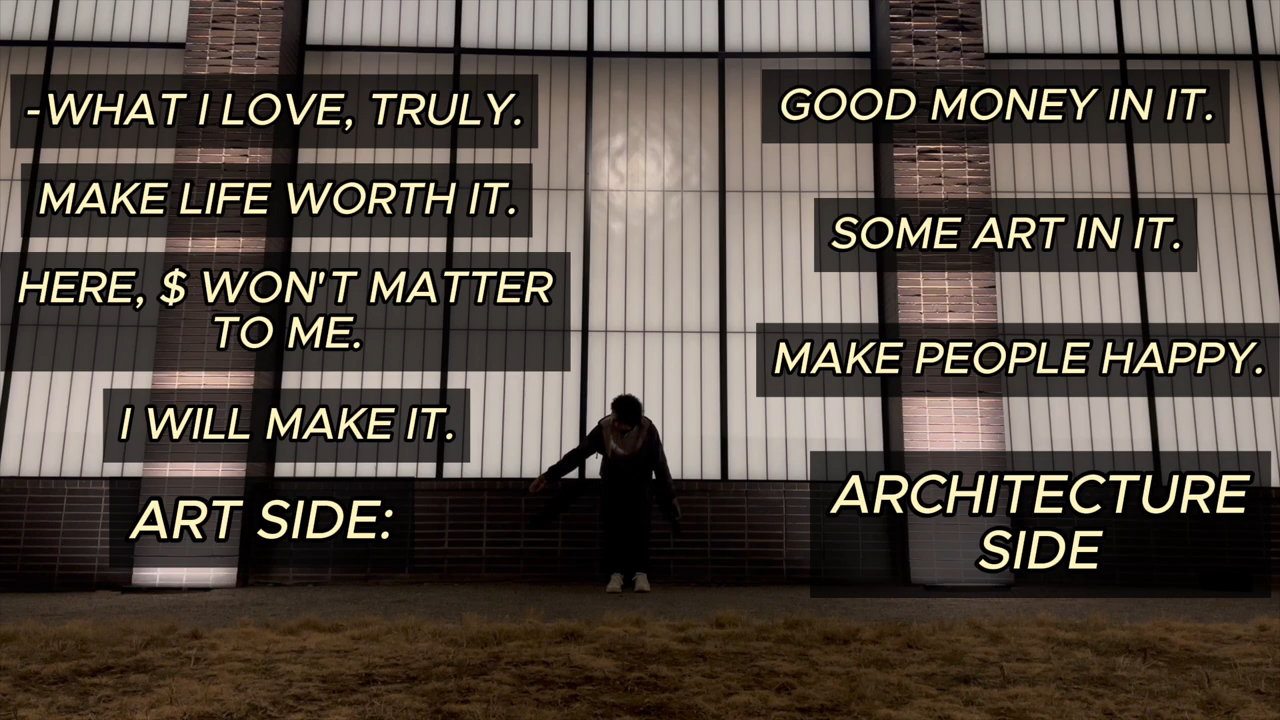 -WHAT I LOVE, TRULY.
MAKE LIFE WORTH IT.
HERE, $ WON'T MATTER
TO ME.
I WILL MAKE IT.
ART SIDE:
GOOD MONEY IN IT.
SOME ART IN IT.
MAKE PEOPLE HAPPY.
ARCHITECTURE
SIDE